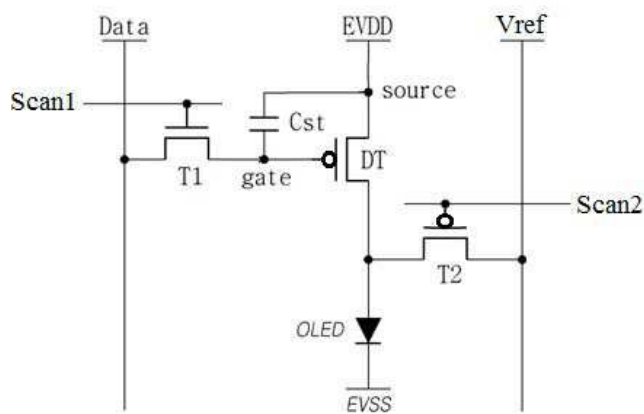 Data
EVDD
Vref
Scan1
source
Cst
T1
gate
DT
Scan2
T2
OLED
EVSS